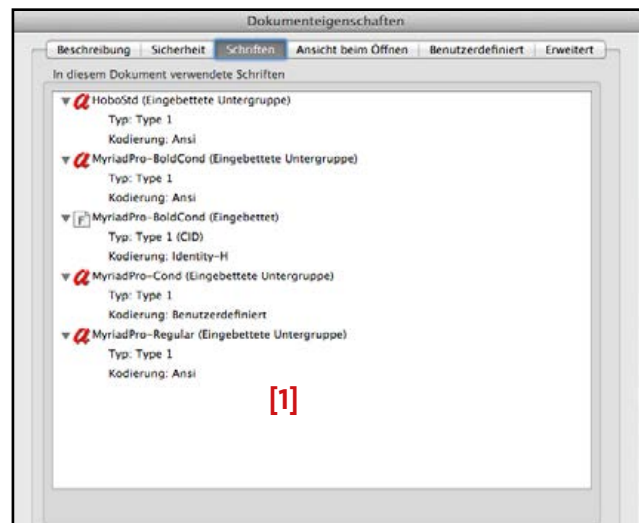 Dokumenteigenschaften
Beschreibung Sicherheit Schriften Ansicht beim Öffnen Benutzerdefiniert Erweitert
In diesem Dokument verwendete Schriften
HoboStd (Eingebettete Untergruppe)
Typ: Type 1
Kodierung: Ansi
MyriadPro-BoldCond (Eingebettete Untergruppe)
Typ: Type 1
Kodierung: Ansi
MyriadPro-BoldCond (Eingebettet)
Typ: Type 1 (CID)
Kodierung: Identity-H
MyriadPro-Cond (Eingebettete Untergruppe)
Typ: Type 1
Kodierung: Benutzerdefiniert
MyriadPro-Regular (Eingebettete Untergruppe)
Typ: Type 1
Kodierung: Ansi
[1]